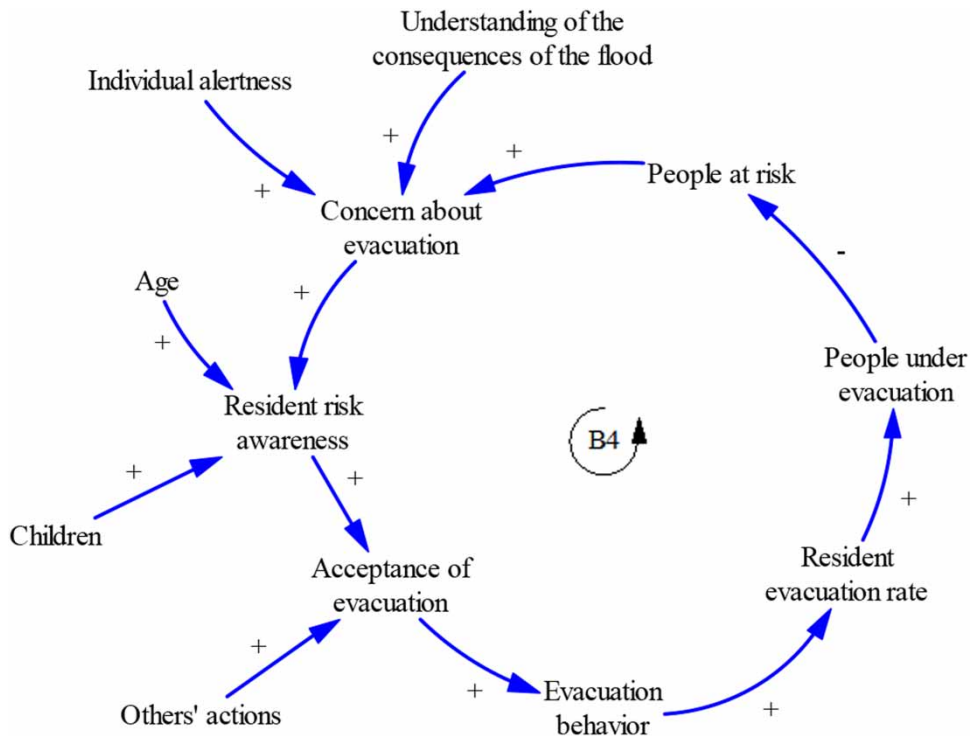 Understanding of the
consequences of the flood
Individual alertness
+
+
+
People at risk
Concern about
evacuation
-
Age
+
+
People under
evacuation
Resident risk
awareness
B4
+
+
+
Children
Resident
evacuation rate
Acceptance of
evacuation
+
Evacuation
behavior
+
+
Others' actions